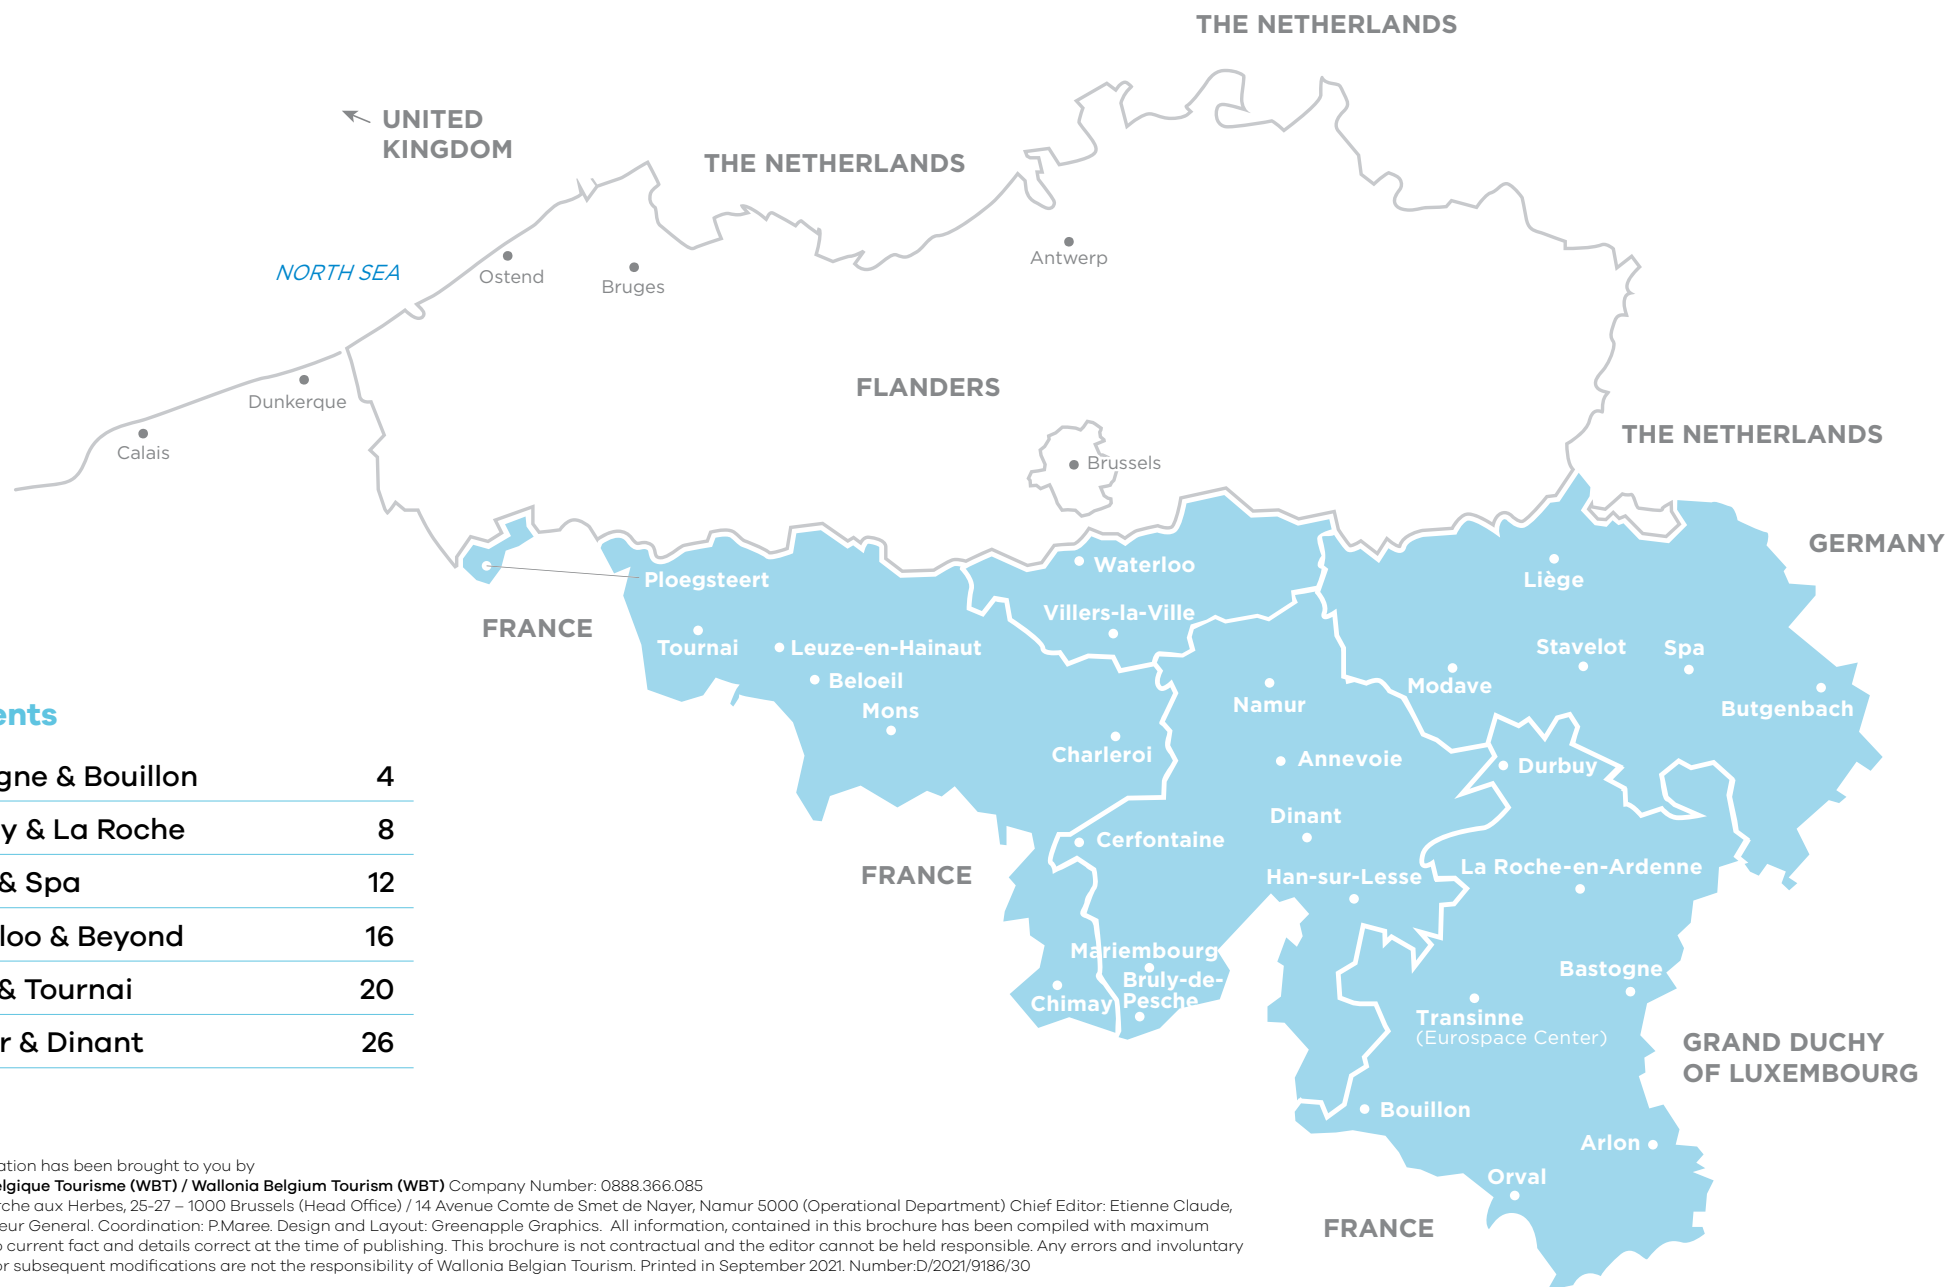 THE NETHERLANDS
UNITED
KINGDOM
THE NETHERLANDS
NORTH SEA
Ostend
Bruges
Antwerp
Dunkerque
Calais
FLANDERS
Brussels
THE NETHERLANDS
GERMANY
Waterloo
Ploegsteert
Liège
FRANCE
Villers-la-Ville
Tournai
Leuze-en-Hainaut
Stavelot
Spa
Beloeil
Modave
Mons
Namur
Butgenbach
Charleroi
Annevoie
Durbuy
Dinant
Cerfontaine
FRANCE
Han-sur-Lesse
La Roche-en-Ardenne
Mariembourg
Bruly-de-
Pesche
Chimay
Bastogne
Transinne
(Eurospace Center)
GRAND DUCHY
OF LUXEMBOURG
Bouillon
Arlon
Orval
FRANCE
ents
gne & Bouillon 4
y & La Roche 8
& Spa 12
loo & Beyond 16
& Tournai 20
r & Dinant 26
ation has been brought to you by
elgique Tourisme (WBT) / Wallonia Belgium Tourism (WBT) Company Number: 0888.366.085
rche aux Herbes, 25-27 – 1000 Brussels (Head Office) / 14 Avenue Comte de Smet de Nayer, Namur 5000 (Operational Department) Chief Editor: Etienne Claude,
eur General. Coordination: P.Maree. Design and Layout: Greenapple Graphics. All information, contained in this brochure has been compiled with maximum
o current fact and details correct at the time of publishing. This brochure is not contractual and the editor cannot be held responsible. Any errors and involuntary
or subsequent modifications are not the responsibility of Wallonia Belgian Tourism. Printed in September 2021. Number:D/2021/9186/30